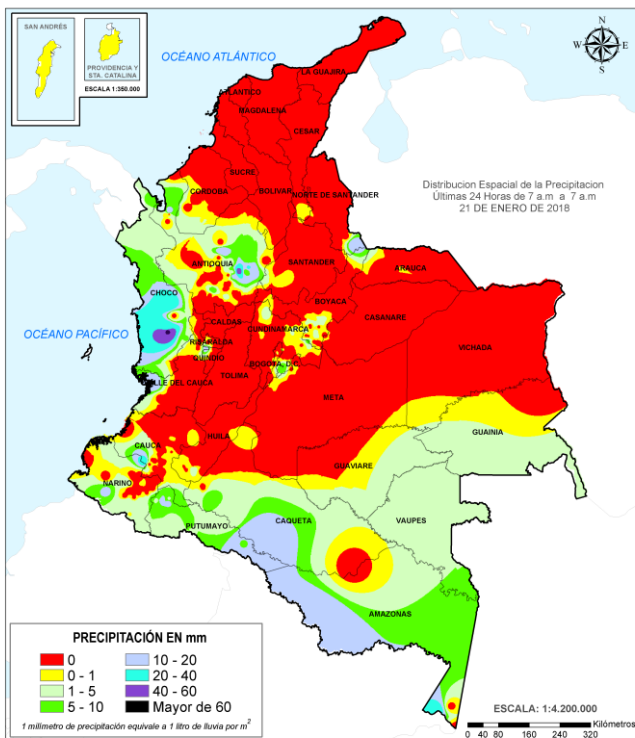 SAN ANDRÉS
PROVIDENCIA Y
STA. CATALINA
ESCALA 1:350.000
OCÉANO ATLÁNTICO
N
W
E
S
LA GUAJIRA
ATLANTICO
MAGDALENA
CESAR
SUCRE
CORDOBA
BOLIVAR
NORTE DE SANTANDER
Distribucion Espacial de la Precipitacion
Últimas 24 Horas de 7 a.m a 7 a.m
21 DE ENERO DE 2018
ANTIOQUIA
SANTANDER
ARAUCA
CHOCO
BOYACA
CASANARE
OCÉANO PACÍFICO
CALDAS
CUNDINAMARCA
RISARALDA
VICHADA
QUINDIO
BOGOTA, D.C.
TOLIMA
VALLE DEL CAUCA
META
GUAINIA
CAUCA
HUILA
GUAVIARE
NARIÑO
CAQUETA
VAUPES
PUTUMAYO
AMAZONAS
PRECIPITACIÓN EN mm
0
10 - 20
0 - 1
20 - 40
1 - 5
40 - 60
5 - 10
Mayor de 60
1 milimetro de precipitación equivale a 1 litro de lluvia por m²
ESCALA: 1:4.200.000
Kilómetros
0 40 80 160 240 320